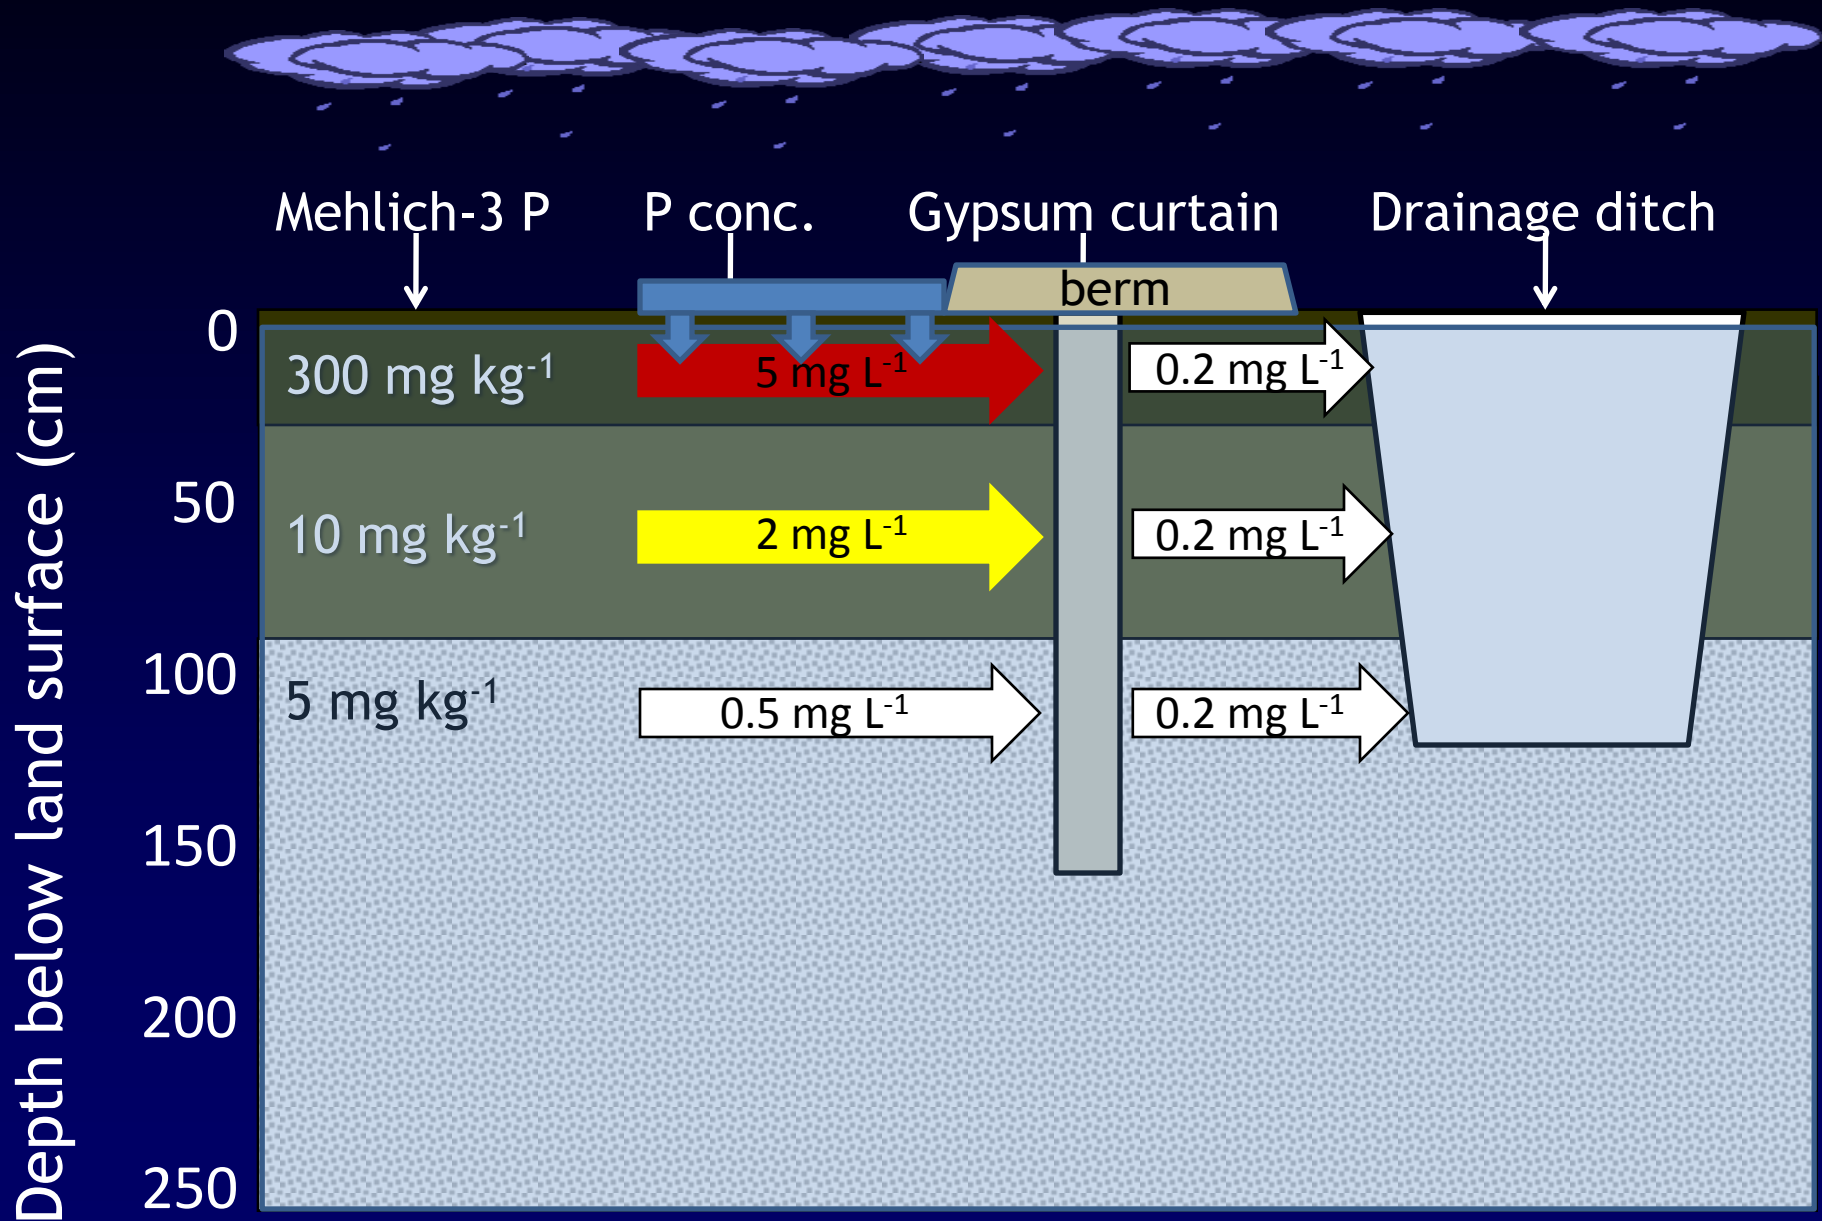 Mehlich-3 P
P conc.
Gypsum curtain
Drainage ditch
berm
Depth below land surface (cm)
0
50
100
150
200
250
300 mg kg⁻¹
5 mg L⁻¹
0.2 mg L⁻¹
10 mg kg⁻¹
2 mg L⁻¹
0.2 mg L⁻¹
5 mg kg⁻¹
0.5 mg L⁻¹
0.2 mg L⁻¹